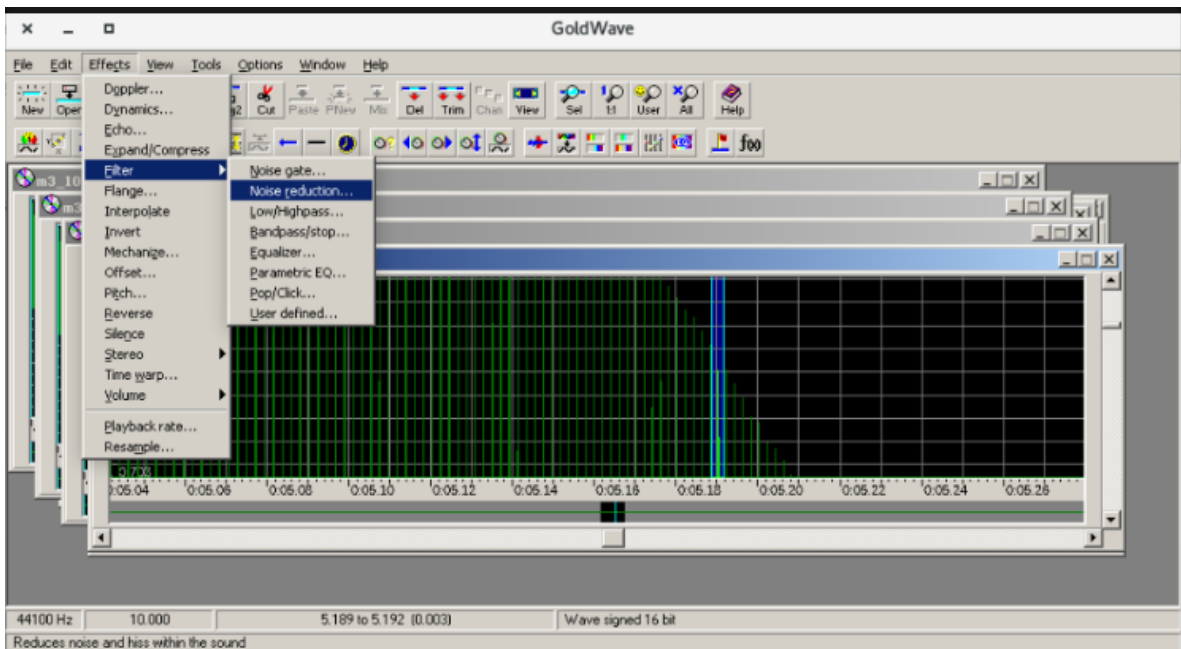 GoldWave
File Edit Effects View Tools Options Window Help
New Cut Paste PNew Mix Del Trim Chan View Sel 1:1 User All Help
f(x)
Doppler...
Dynamics...
Echo...
Expand/Compress
Filter
Flange...
Interpolate
Invert
Mechanize...
Offset...
Pitch...
Reverse
Silence
Stereo
Time warp...
Volume
Playback rate...
Resample...
Noise gate...
Noise reduction...
Low/Highpass...
Bandpass/stop...
Equalizer...
Parametric EQ...
Pop/Click...
User defined...
0:05.06 0:05.08 0:05.10 0:05.12 0:05.14 0:05.16 0:05.18 0:05.20 0:05.22 0:05.24 0:05.26
44100 Hz 10.000 5.189 to 5.192 (0.003) Wave signed 16 bit
Reduces noise and hiss within the sound